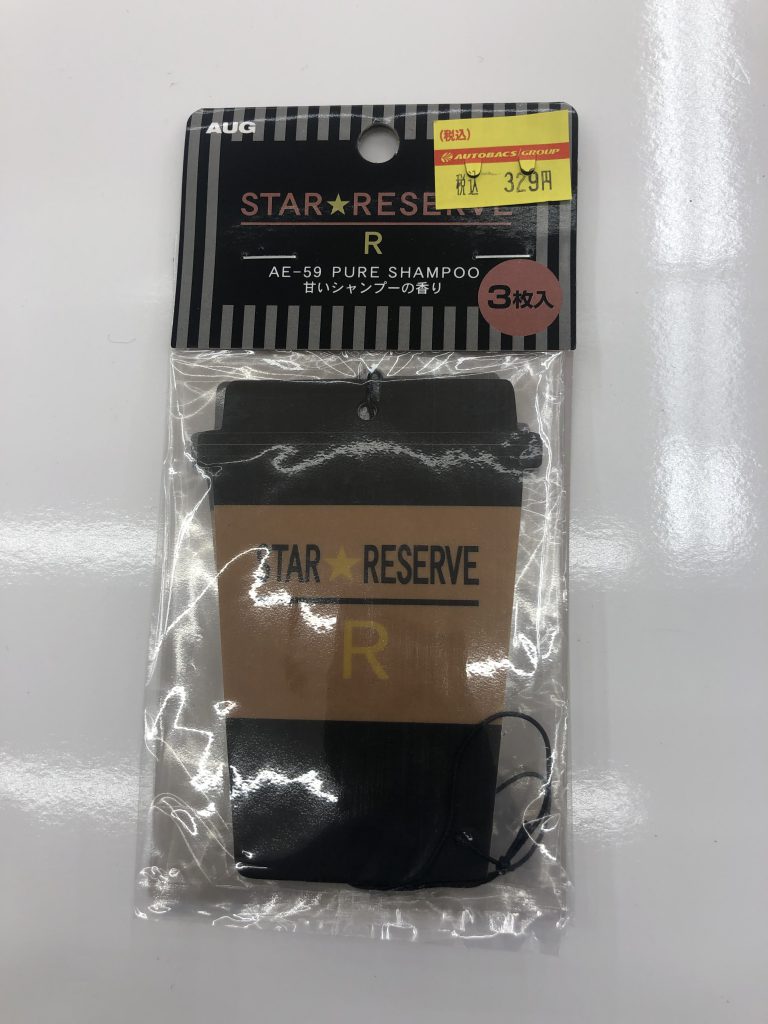 AUG
(税込)
AUTOBACS GROUP
税込 329円
STAR★RESERVE
R
AE-59 PURE SHAMPOO
甘いシャンプーの香り
3枚入
STAR★RESERVE
R